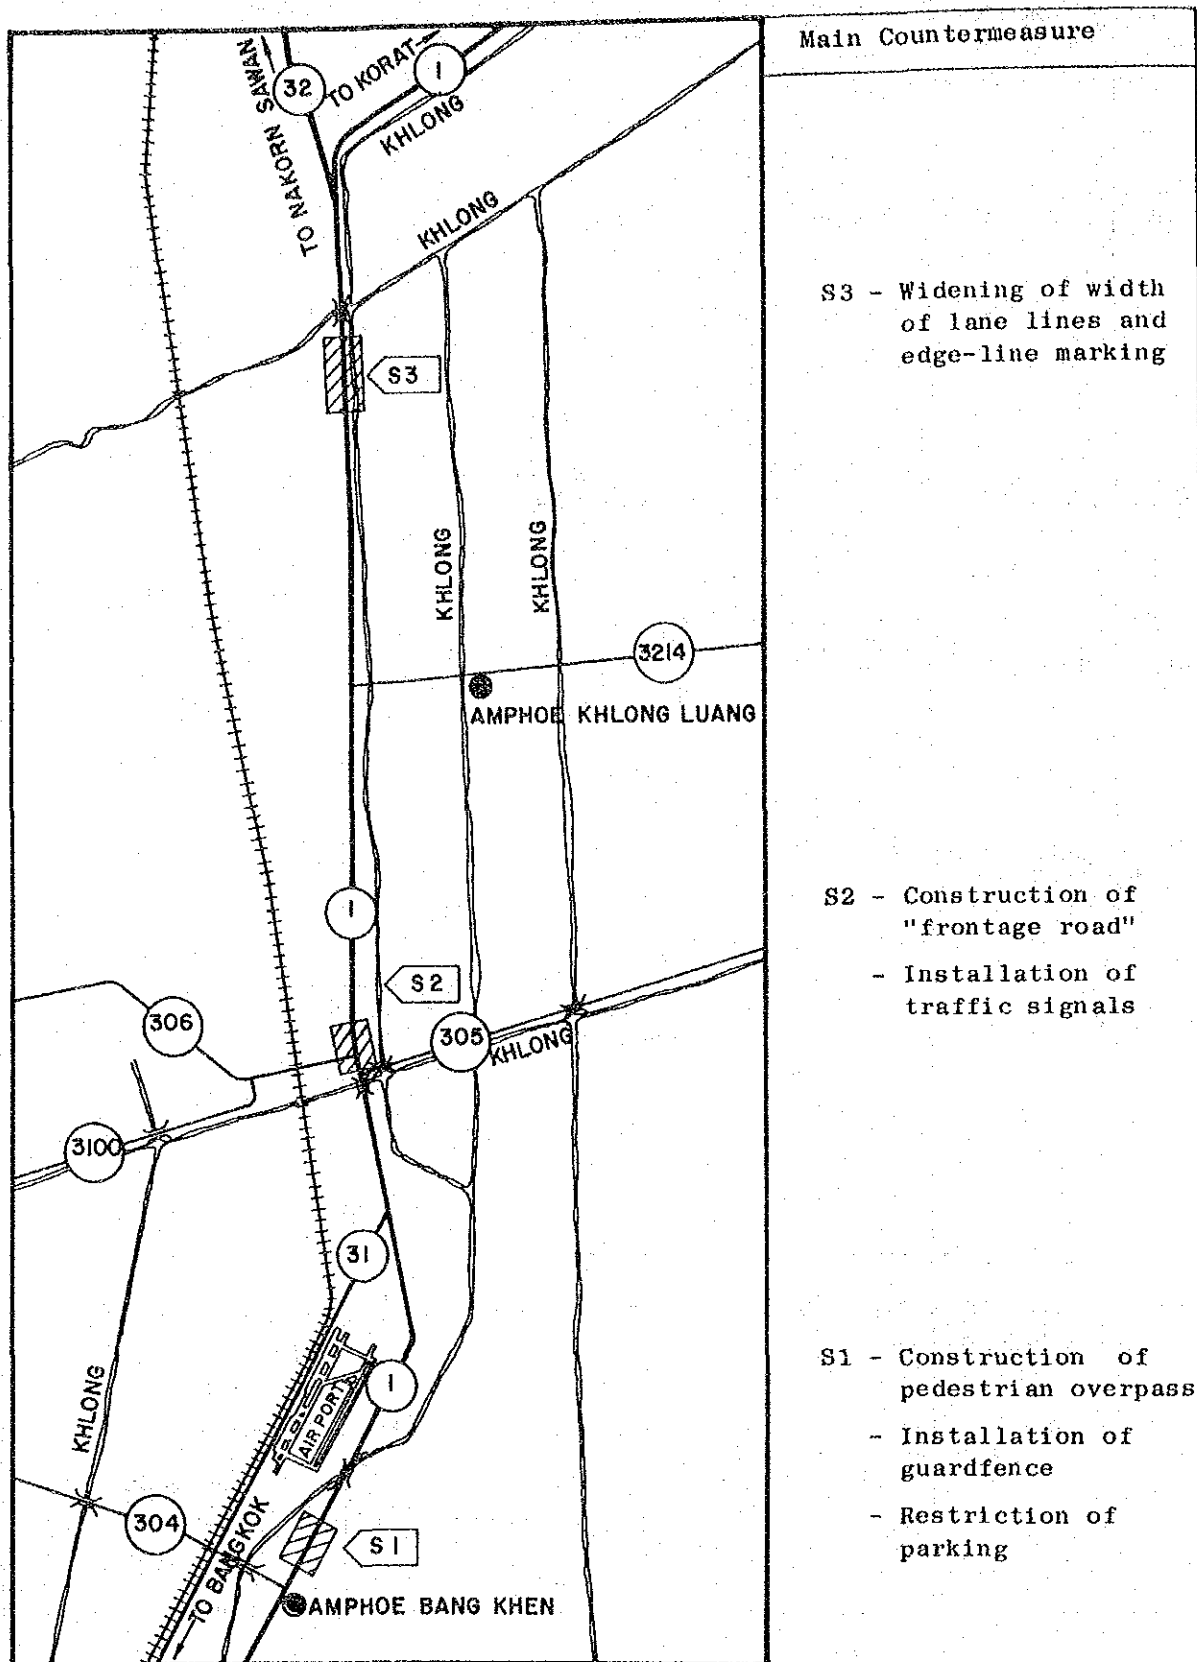 Main Countermeasure
TO NAKORN SAWAN
32
TO KORAT
1
KHLONG
KHLONG
S3
S3 - Widening of width
of lane lines and
edge-line marking
KHLONG
KHLONG
3214
AMPHOE KHLONG LUANG
1
S2
S2 - Construction of
"frontage road"
- Installation of
traffic signals
306
305
KHLONG
3100
31
AIR PORT
1
KHLONG
S1 - Construction of
pedestrian overpass
- Installation of
guardfence
- Restriction of
parking
304
TO BANGKOK
S1
AMPHOE BANG KHEN